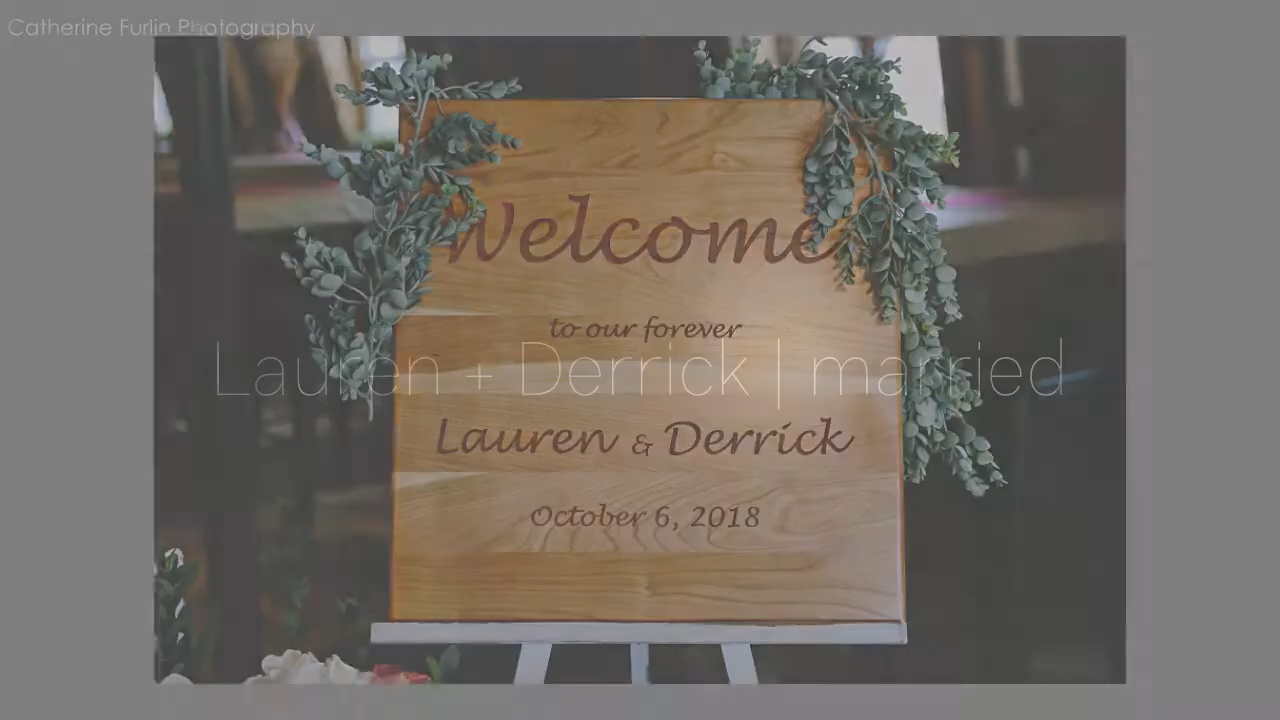 Catherine Furlin Photography
Welcome
to our forever
Lauren + Derrick | married
Lauren & Derrick
October 6, 2018